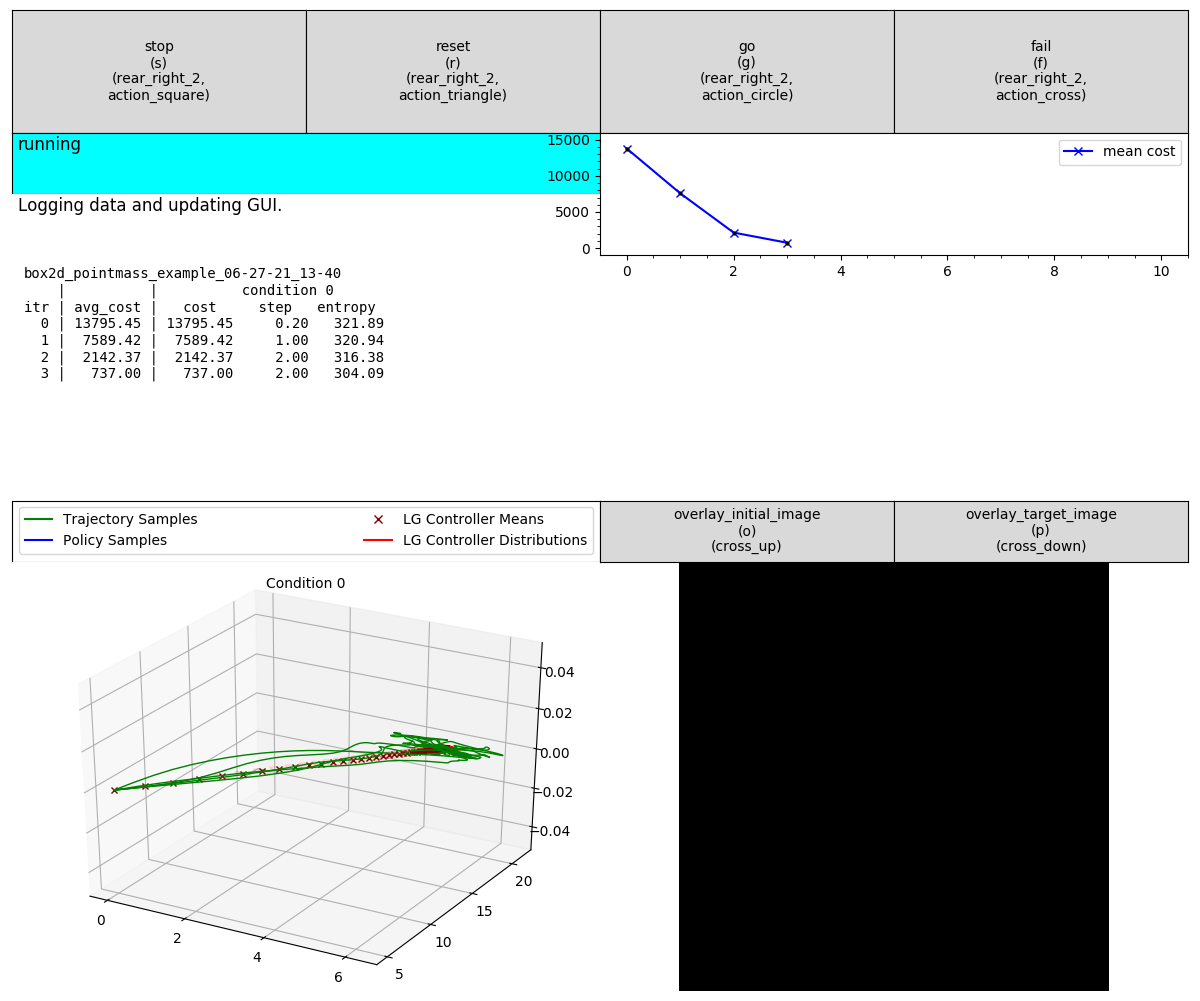 stop
(s)
(rear_right_2,
action_square)
reset
(r)
(rear_right_2,
action_triangle)
go
(g)
(rear_right_2,
action_circle)
fail
(f)
(rear_right_2,
action_cross)
running
15000
10000
5000
0
mean cost
0 2 4 6 8 10
Logging data and updating GUI.
box2d_pointmass_example_06-27-21_13-40
|          |          condition 0
itr | avg_cost |   cost     step   entropy
0 | 13795.45 | 13795.45     0.20   321.89
1 |  7589.42 |  7589.42     1.00   320.94
2 |  2142.37 |  2142.37     2.00   316.38
3 |   737.00 |   737.00     2.00   304.09
Trajectory Samples
Policy Samples
LG Controller Means
LG Controller Distributions
overlay_initial_image
(o)
(cross_up)
overlay_target_image
(p)
(cross_down)
Condition 0
0.04
0.02
0.00
−0.02
−0.04
0
2
4
6
5
10
15
20